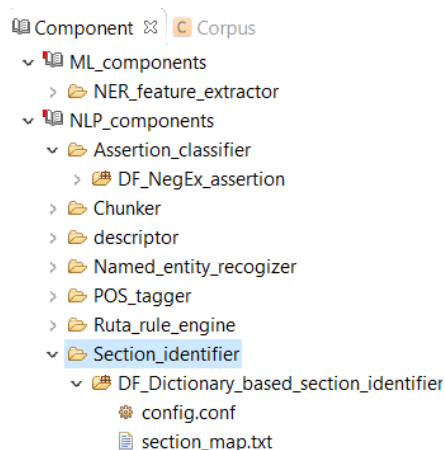 Component C Corpus
ML_components
NER_feature_extractor
NLP_components
Assertion_classifier
DF_NegEx_assertion
Chunker
descriptor
Named_entity_recogizer
POS_tagger
Ruta_rule_engine
Section_identifier
DF_Dictionary_based_section_identifier
config.conf
section_map.txt